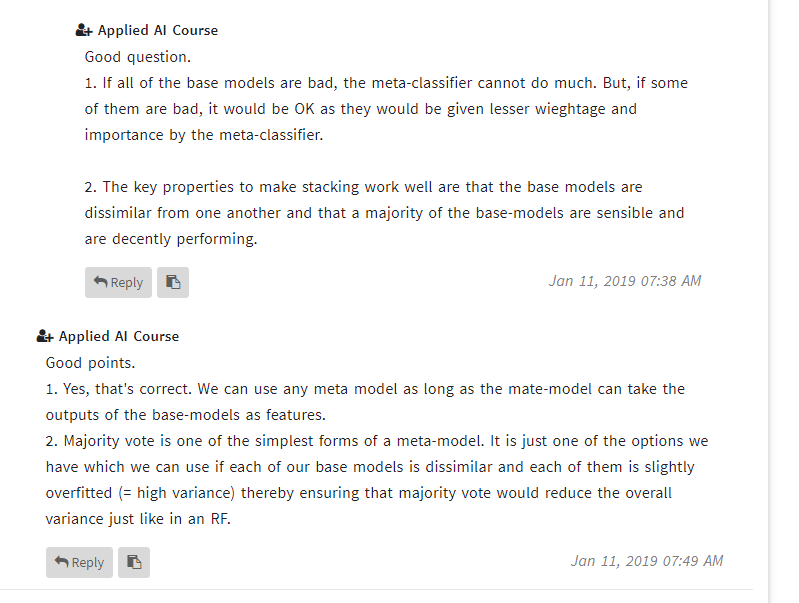 Applied AI Course
Good question.
1. If all of the base models are bad, the meta-classifier cannot do much. But, if some
of them are bad, it would be OK as they would be given lesser wieghtage and
importance by the meta-classifier.
2. The key properties to make stacking work well are that the base models are
dissimilar from one another and that a majority of the base-models are sensible and
are decently performing.
Reply
Jan 11, 2019 07:38 AM
Applied AI Course
Good points.
1. Yes, that's correct. We can use any meta model as long as the mate-model can take the
outputs of the base-models as features.
2. Majority vote is one of the simplest forms of a meta-model. It is just one of the options we
have which we can use if each of our base models is dissimilar and each of them is slightly
overfitted (= high variance) thereby ensuring that majority vote would reduce the overall
variance just like in an RF.
Reply
Jan 11, 2019 07:49 AM